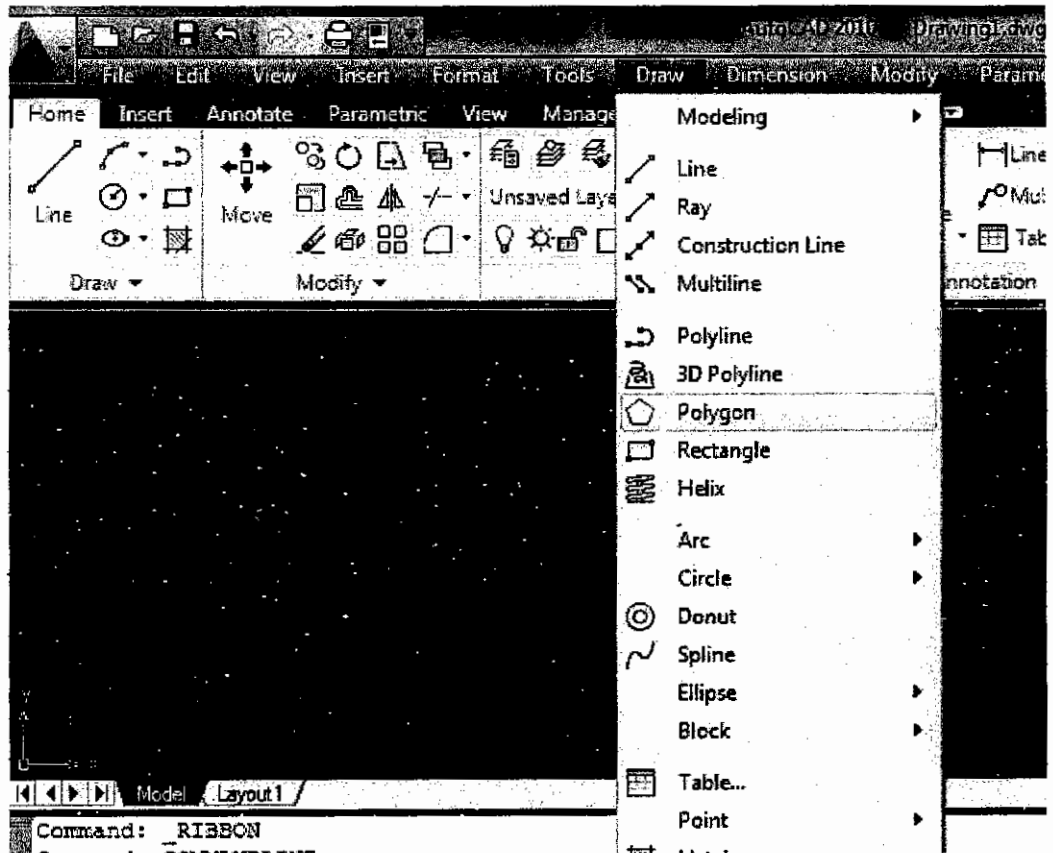 AutoCAD 2010 Drawing1.dwg
File Edit View Insert Format Tools Draw Dimension Modify Parame
Home Insert Annotate Parametric View Manage
Line
Move
Unsaved Laye
Line
Mul
Tab
Draw
Modify
nnotation
Modeling
Line
Ray
Construction Line
Multiline
Polyline
3D Polyline
Polygon
Rectangle
Helix
Arc
Circle
Donut
Spline
Ellipse
Block
Table...
Point
Y
Model Layout1
Command: _RIBBON